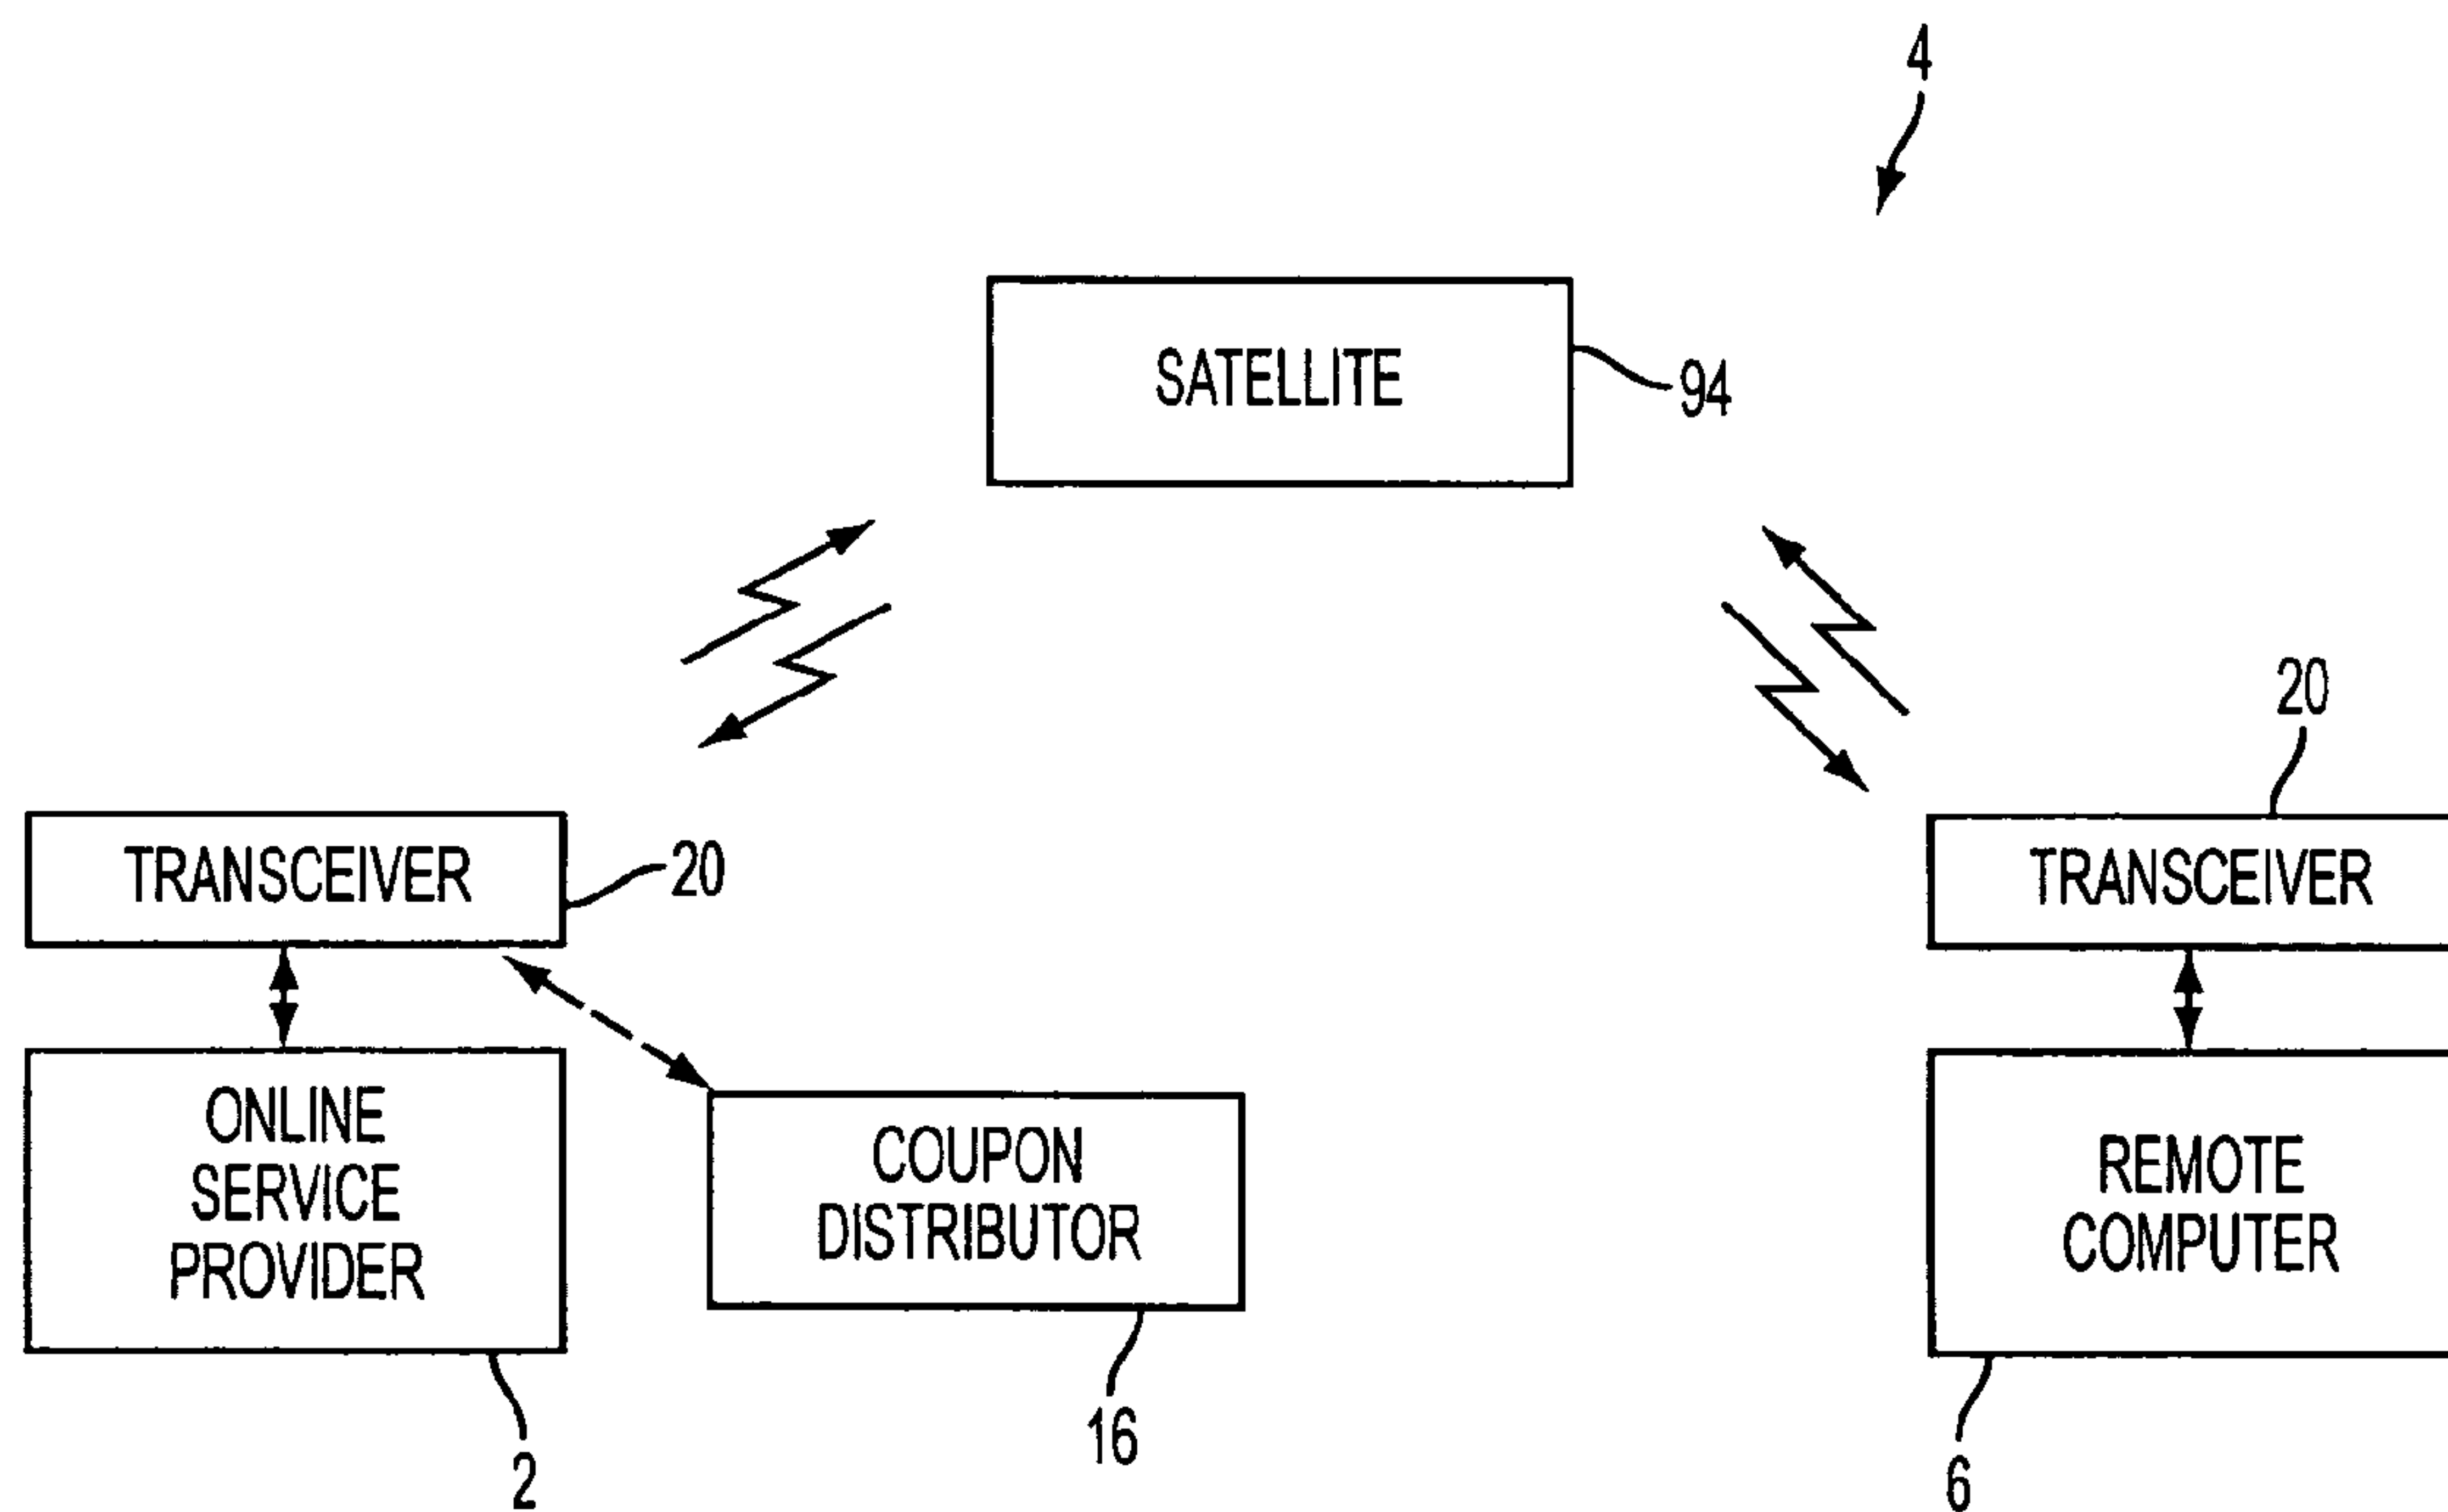 4
SATELLITE
94
20
TRANSCEIVER
20
TRANSCEIVER
ONLINE
SERVICE
PROVIDER
COUPON
DISTRIBUTOR
REMOTE
COMPUTER
16
2
6